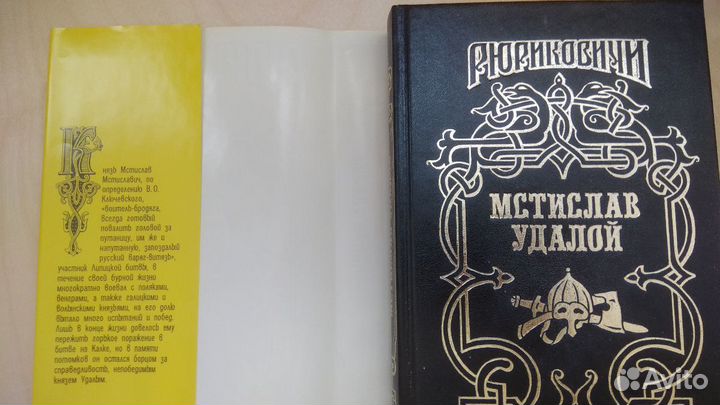 Князь Мстислав
Мстиславич, по
определению В. О.
Ключевского,
«воитель-бродяга,
всегда готовый
повалить головой за
путаницу, им же и
напутанную, запоздалый
русский варяг-витязь»,
участник Липицкой битвы, в
течение своей бурной жизни
многократно воевал с поляками,
венграми, а также галицкими и
волынскими князьями, на его долю
выпало много испытаний и побед.
Лишь в конце жизни довелось ему
пережить горькое поражение в
битве на Калке, но в памяти
потомков он остался борцом за
справедливость, непобедимым
князем Удалым.
РЮРИКОВИЧИ
МСТИСЛАВ
УДАЛОЙ
Avito